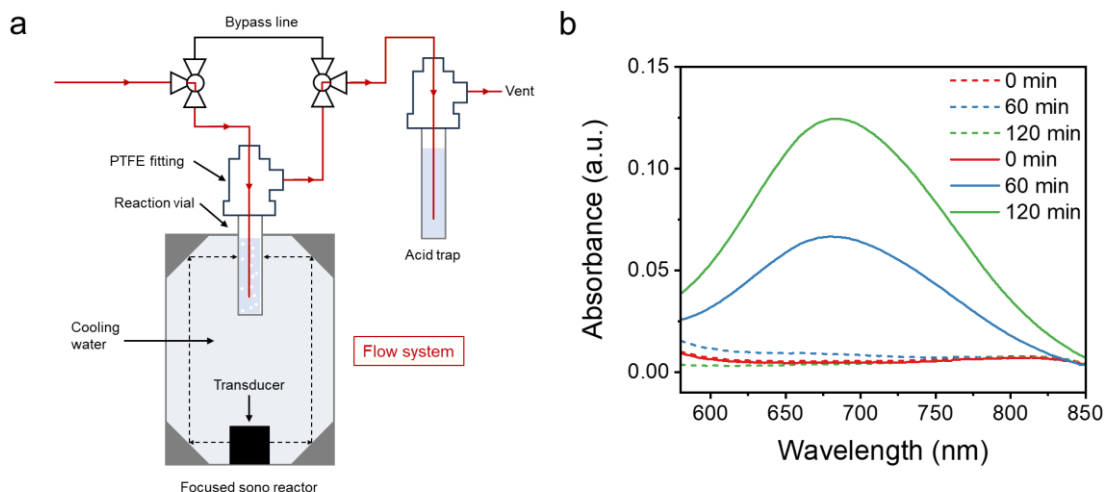 a
Bypass line
Vent
PTFE fitting
Reaction vial
Acid trap
Cooling
water
Flow system
Transducer
Focused sono reactor
b
0.15
0.10
0.05
0.00
Absorbance (a.u.)
0 min
60 min
120 min
0 min
60 min
120 min
600 650 700 750 800 850
Wavelength (nm)